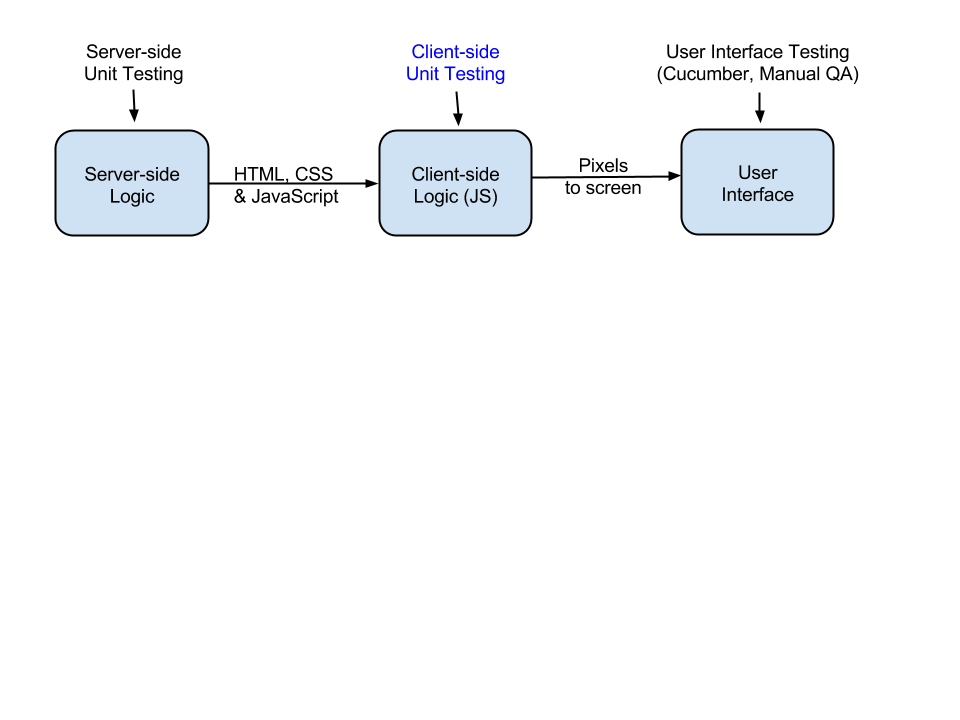 Server-side
Unit Testing
Client-side
Unit Testing
User Interface Testing
(Cucumber, Manual QA)
Server-side
Logic
HTML, CSS
& JavaScript
Client-side
Logic (JS)
Pixels
to screen
User
Interface